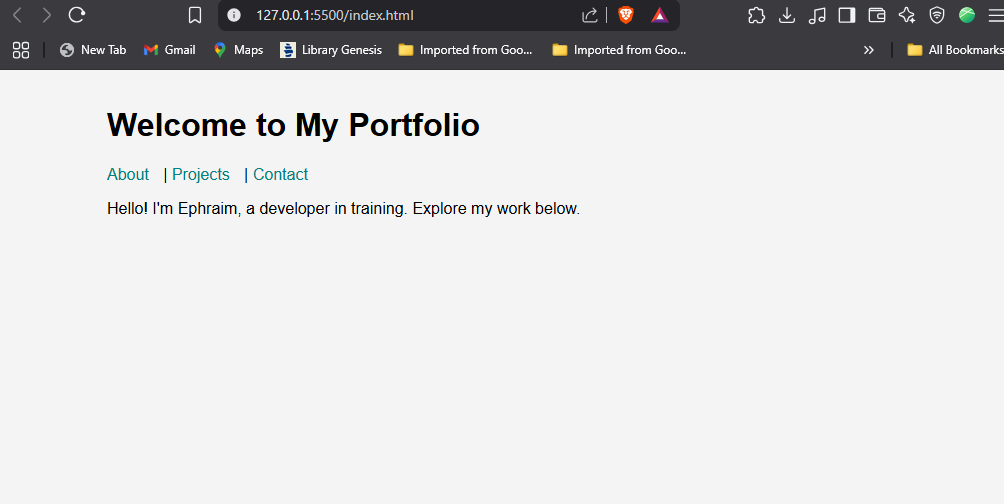 127.0.0.1:5500/index.html
New Tab Gmail Maps Library Genesis Imported from Goo... Imported from Goo... » All Bookmarks
Welcome to My Portfolio
About | Projects | Contact
Hello! I'm Ephraim, a developer in training. Explore my work below.